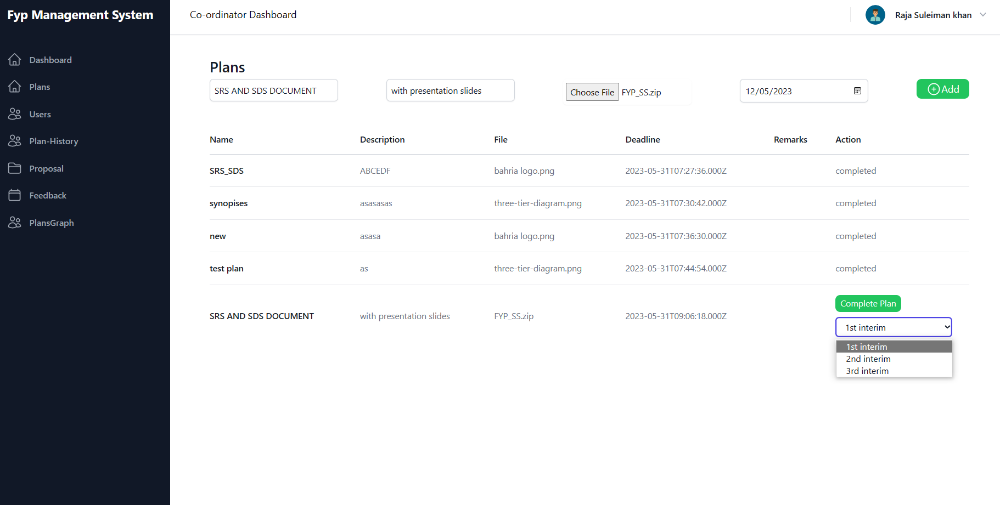 Fyp Management System
Co-ordinator Dashboard
Raja Suleiman khan
Dashboard
Plans
Users
Plan-History
Proposal
Feedback
PlansGraph
Plans
SRS AND SDS DOCUMENT with presentation slides Choose File FYP_SS.zip 12/05/2023 Add
Name Description File Deadline Remarks Action
SRS_SDS ABCEDF bahria logo.png 2023-05-31T07:27:36.000Z completed
synopises asasasas three-tier-diagram.png 2023-05-31T07:30:42.000Z completed
new asasa bahria logo.png 2023-05-31T07:36:30.000Z completed
test plan as three-tier-diagram.png 2023-05-31T07:44:54.000Z completed
SRS AND SDS DOCUMENT with presentation slides FYP_SS.zip 2023-05-31T09:06:18.000Z Complete Plan
1st interim
1st interim
2nd interim
3rd interim